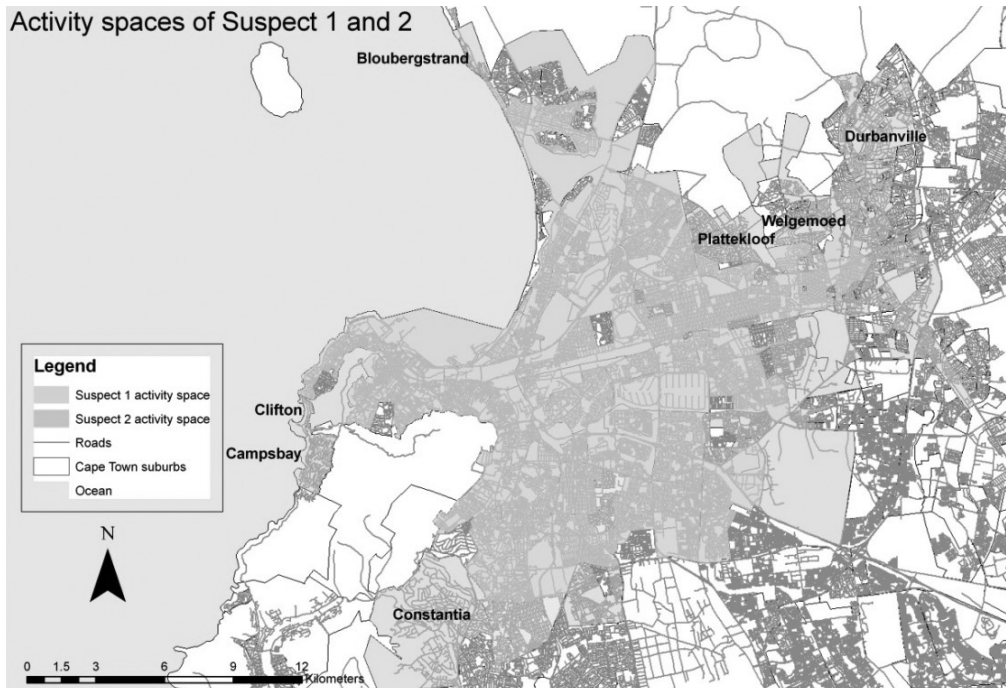 Activity spaces of Suspect 1 and 2
Bloubergstrand
Durbanville
Welgemoed
Plattekloof
Legend
Suspect 1 activity space
Suspect 2 activity space
Roads
Cape Town suburbs
Ocean
Clifton
Campsbay
N
Constantia
0 1.5 3 6 9 12
Kilometers